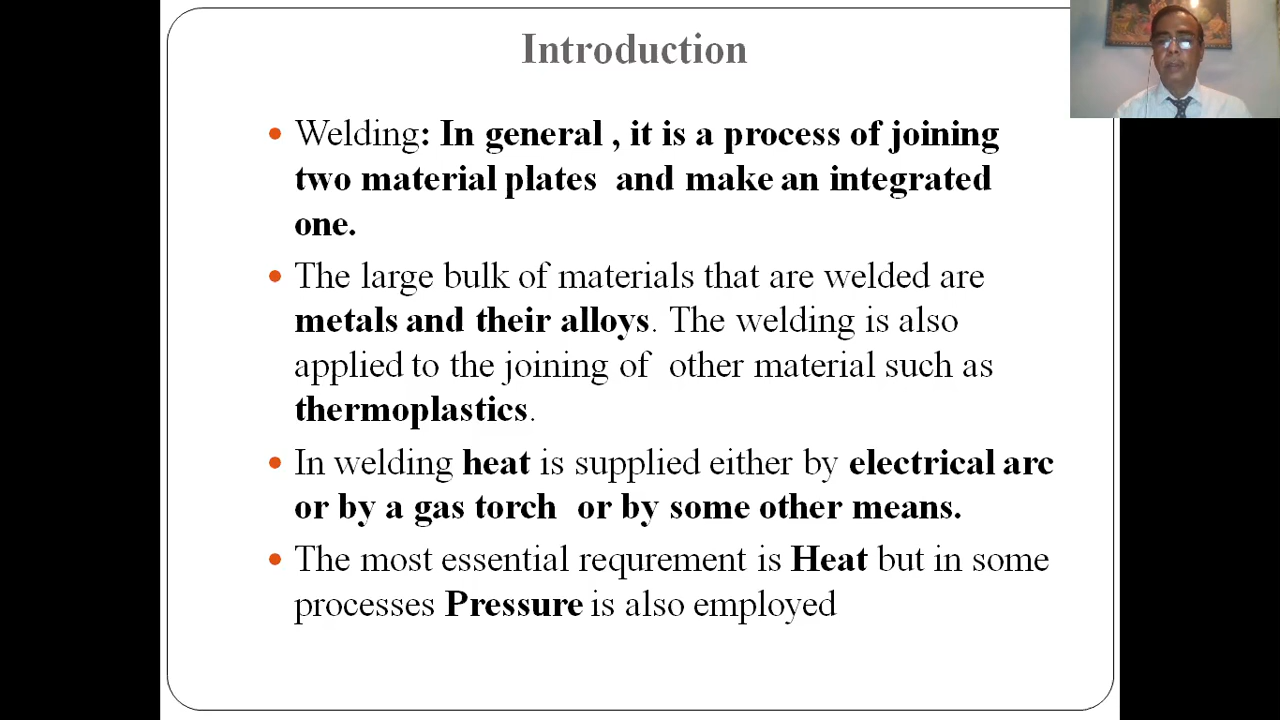 Introduction
• Welding: In general , it is a process of joining
two material plates and make an integrated
one.
• The large bulk of materials that are welded are
metals and their alloys. The welding is also
applied to the joining of other material such as
thermoplastics.
• In welding heat is supplied either by electrical arc
or by a gas torch or by some other means.
• The most essential requrement is Heat but in some
processes Pressure is also employed